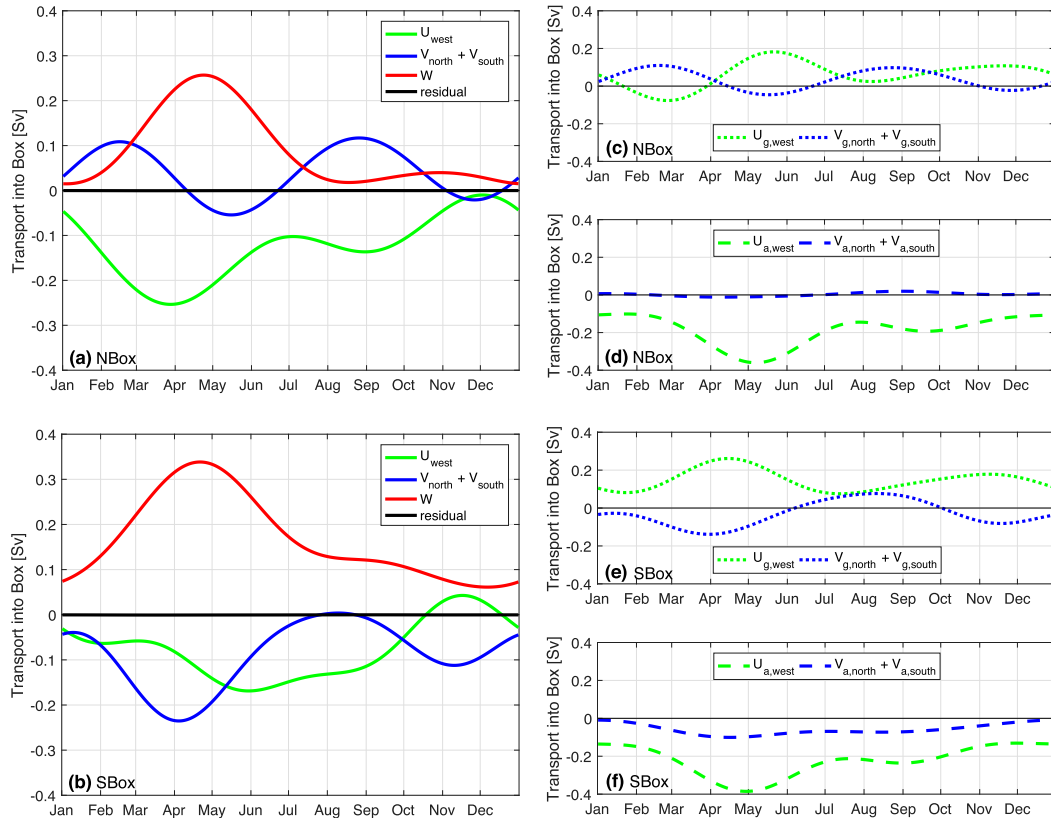 Transport into Box [Sv]
0.4
0.3
0.2
0.1
0
-0.1
-0.2
-0.3
-0.4
U_west
V_north + V_south
W
residual
(a) NBox
Jan Feb Mar Apr May Jun Jul Aug Sep Oct Nov Dec
Transport into Box [Sv]
0.4
0.3
0.2
0.1
0
-0.1
-0.2
-0.3
-0.4
U_west
V_north + V_south
W
residual
(b) SBox
Jan Feb Mar Apr May Jun Jul Aug Sep Oct Nov Dec
Transport into Box [Sv]
0.4
0.2
0
-0.2
-0.4
U_g,west V_g,north + V_g,south
(c) NBox
Jan Feb Mar Apr May Jun Jul Aug Sep Oct Nov Dec
Transport into Box [Sv]
0.4
0.2
0
-0.2
-0.4
U_a,west V_a,north + V_a,south
(d) NBox
Jan Feb Mar Apr May Jun Jul Aug Sep Oct Nov Dec
Transport into Box [Sv]
0.4
0.2
0
-0.2
-0.4
U_g,west V_g,north + V_g,south
(e) SBox
Jan Feb Mar Apr May Jun Jul Aug Sep Oct Nov Dec
Transport into Box [Sv]
0.4
0.2
0
-0.2
-0.4
U_a,west V_a,north + V_a,south
(f) SBox
Jan Feb Mar Apr May Jun Jul Aug Sep Oct Nov Dec